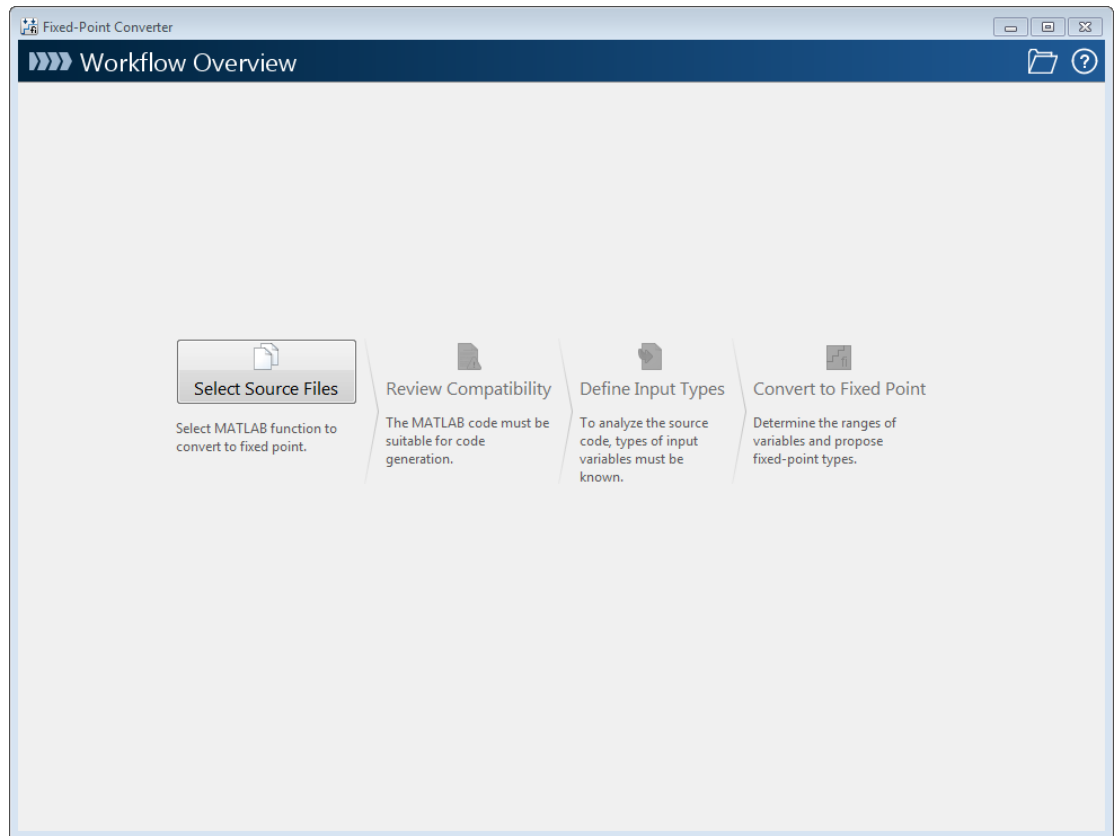 Fixed-Point Converter
Workflow Overview
Select Source Files
Select MATLAB function to
convert to fixed point.
Review Compatibility
The MATLAB code must be
suitable for code
generation.
Define Input Types
To analyze the source
code, types of input
variables must be
known.
Convert to Fixed Point
Determine the ranges of
variables and propose
fixed-point types.